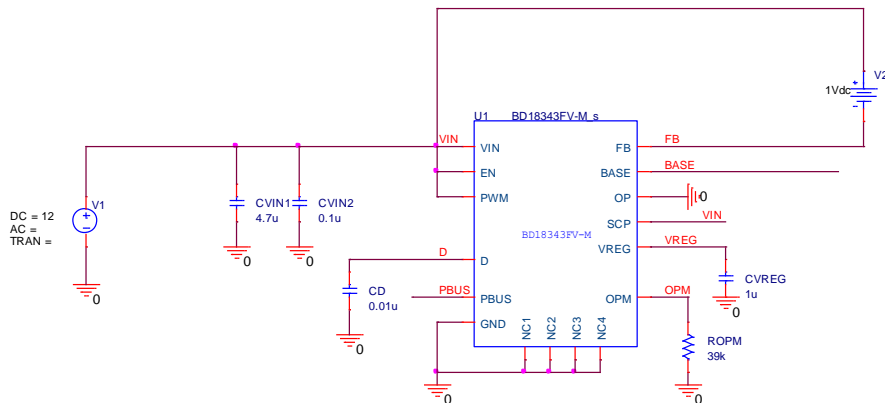 V2
1Vdc
U1 BD18343FV-M_s
VIN
VIN
FB
FB
EN
BASE
BASE
PWM
OP
0
SCP
VIN
BD18343FV-M
VREG
VREG
V1
DC = 12
AC =
TRAN =
CVIN1
4.7u
CVIN2
0.1u
0
0
0
D
D
CD
0.01u
0
PBUS
PBUS
GND
NC1
NC2
NC3
NC4
OPM
OPM
CVREG
1u
0
ROPM
39k
0
0